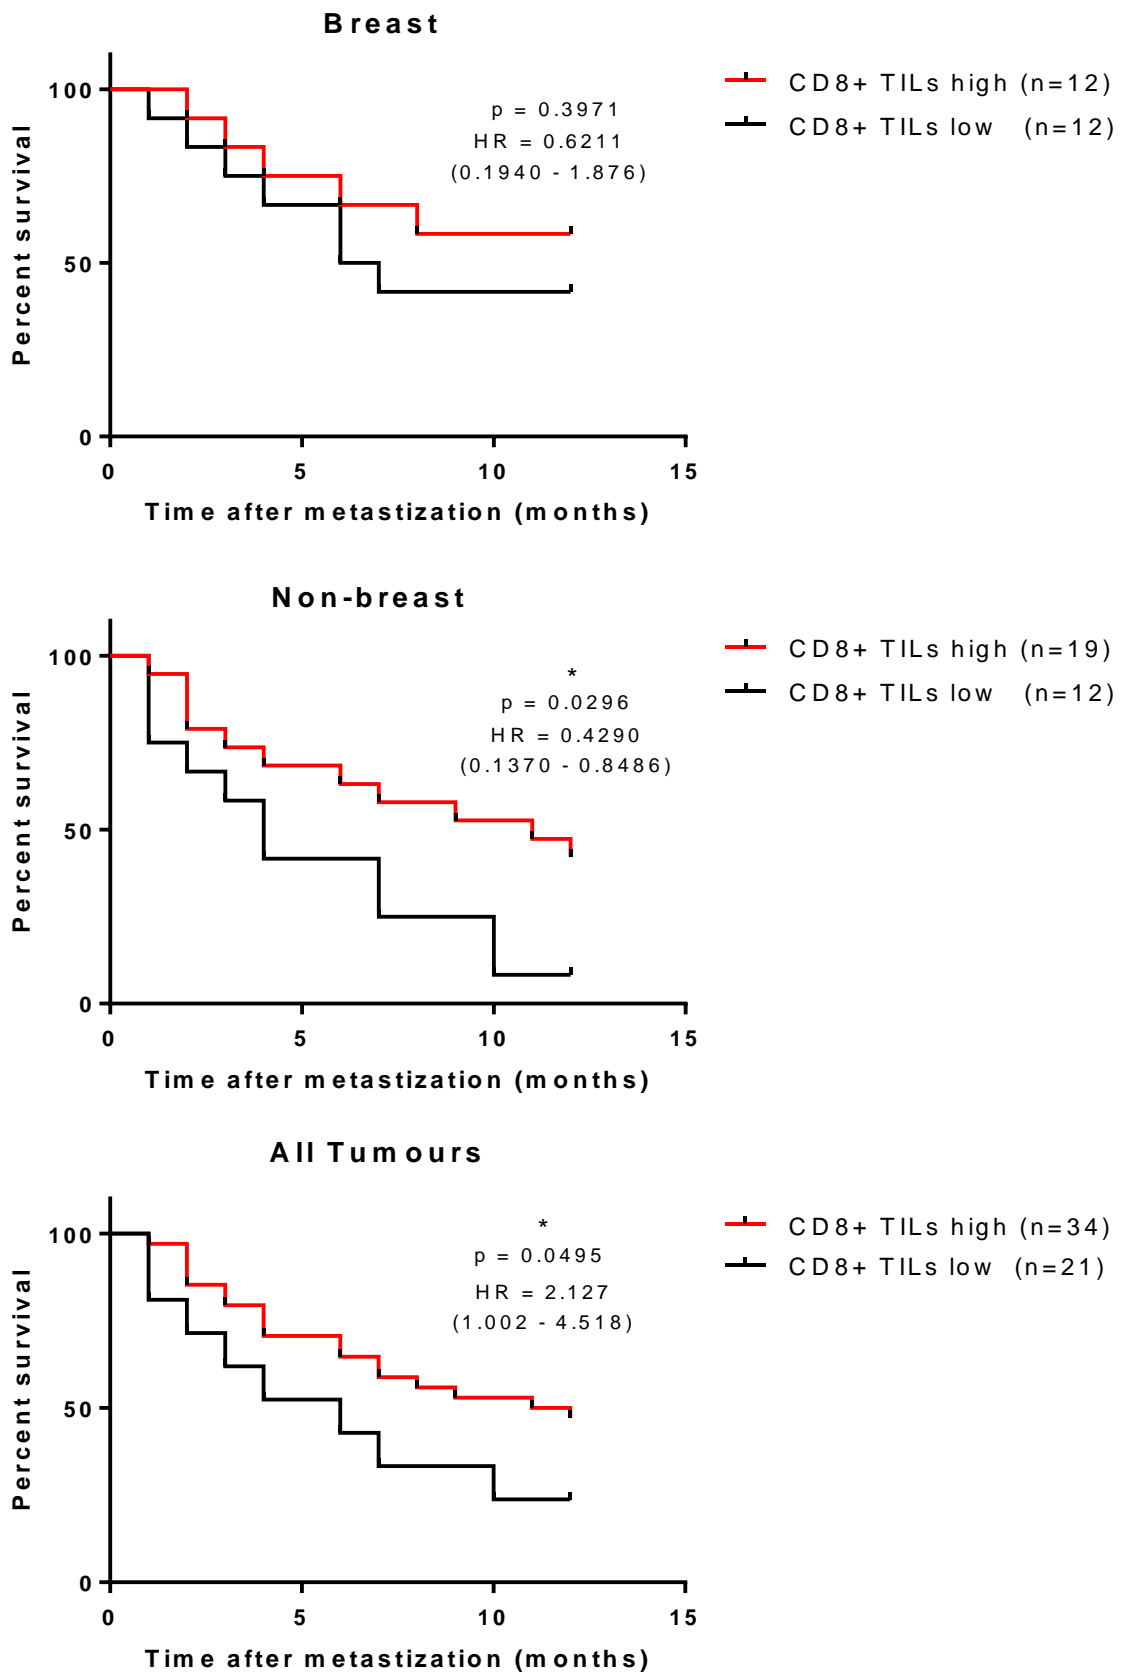 Breast
100
50
0
0 5 10 15
Percent survival
Time after metastization (months)
p = 0.3971
HR = 0.6211
(0.1940 - 1.876)
CD8+ TILs high (n=12)
CD8+ TILs low (n=12)
Non-breast
100
50
0
0 5 10 15
Percent survival
Time after metastization (months)
*
p = 0.0296
HR = 0.4290
(0.1370 - 0.8486)
CD8+ TILs high (n=19)
CD8+ TILs low (n=12)
All Tumours
100
50
0
0 5 10 15
Percent survival
Time after metastization (months)
*
p = 0.0495
HR = 2.127
(1.002 - 4.518)
CD8+ TILs high (n=34)
CD8+ TILs low (n=21)